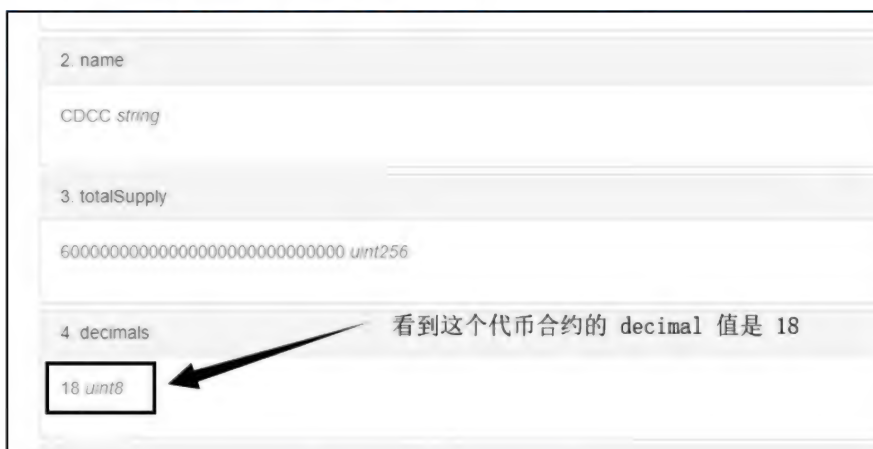 2. name
CDCC string
3. totalSupply
6000000000000000000000000000000 uint256
4. decimals
看到这个代币合约的 decimal 值是 18
18 uint8